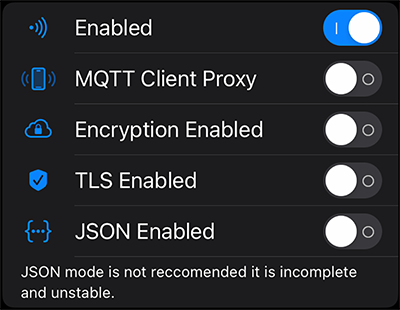 Enabled
MQTT Client Proxy
Encryption Enabled
TLS Enabled
JSON Enabled
JSON mode is not reccomended it is incomplete
and unstable.